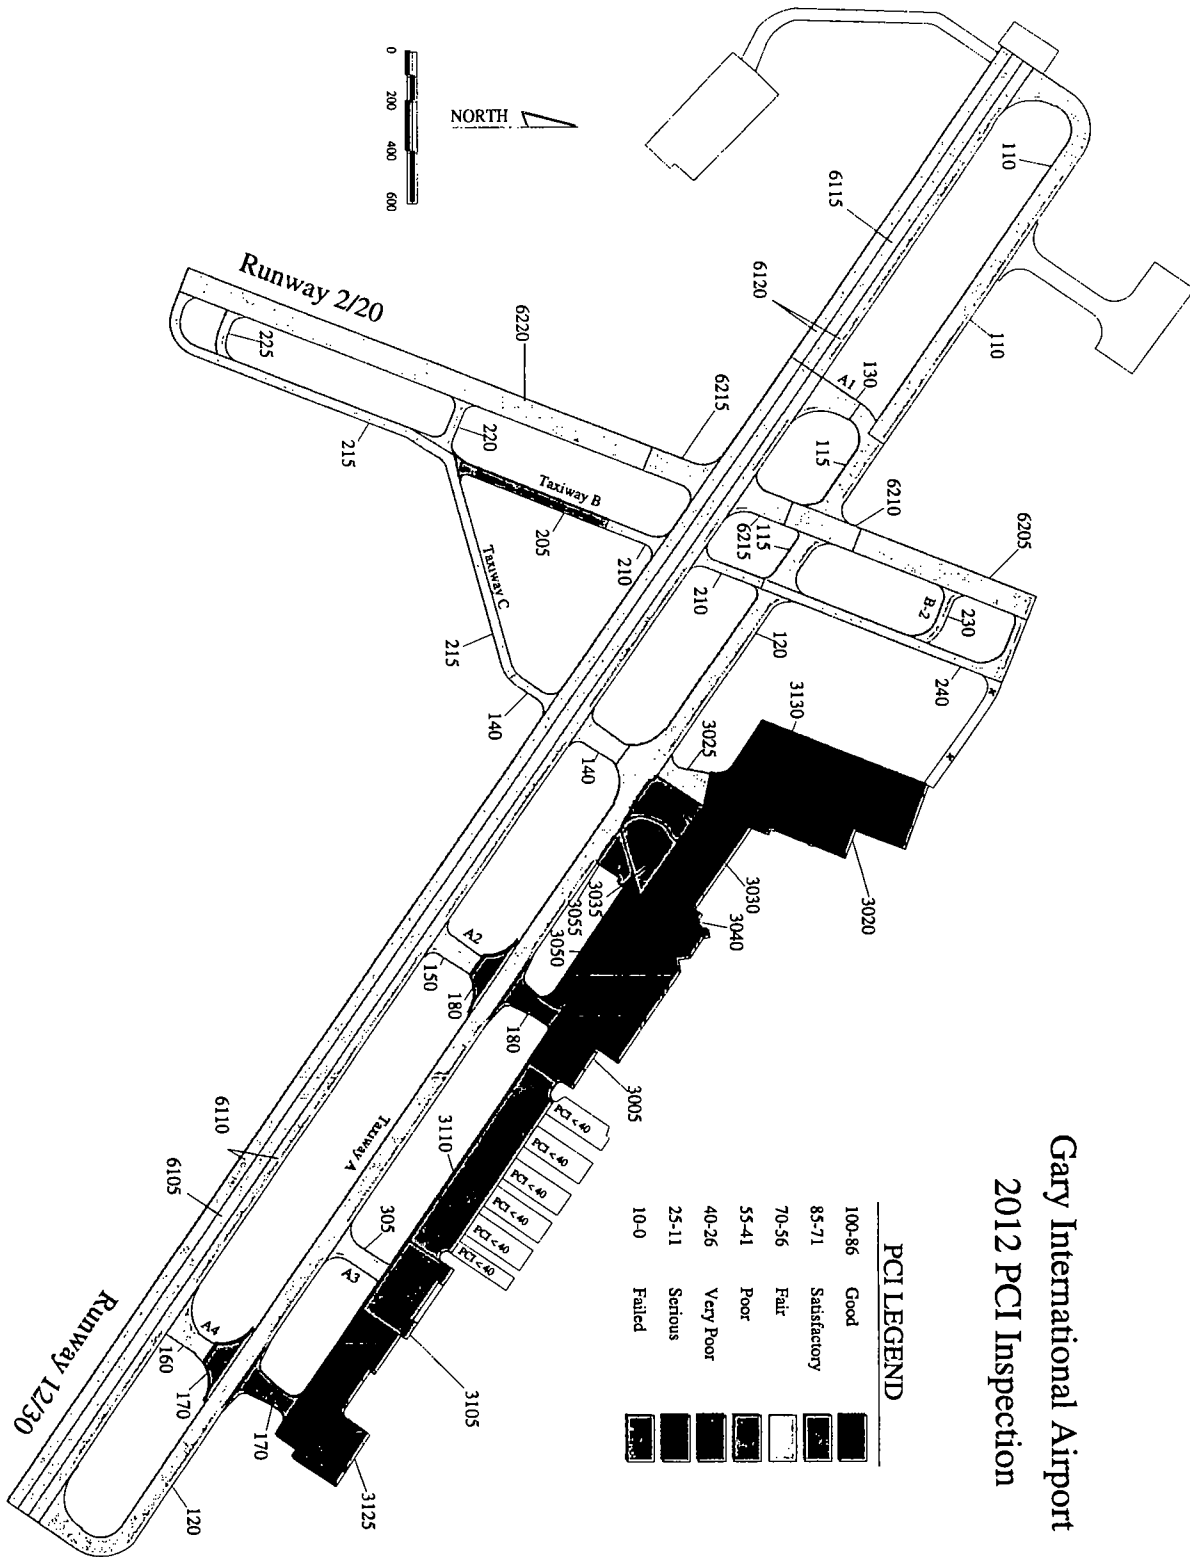 Gary International Airport
2012 PCI Inspection
PCI LEGEND
100-86 Good
85-71 Satisfactory
70-56 Fair
55-41 Poor
40-26 Very Poor
25-11 Serious
10-0 Failed
NORTH
0 200 400 600
110
6115
6120
110
Runway 2/20
6220
225
215
220
6215
A1
130
115
Taxiway B
205
210
6210
6205
115
6215
210
B-2
230
240
120
Taxiway C
215
140
3130
3025
140
3020
3030
3040
3035
3055
3050
A2
150
180
180
3005
PCI < 40
PCI < 40
PCI < 40
PCI < 40
PCI < 40
PCI < 40
3110
Taxiway A
6110
6105
305
A3
3105
A4
160
170
170
3125
120
Runway 12/30